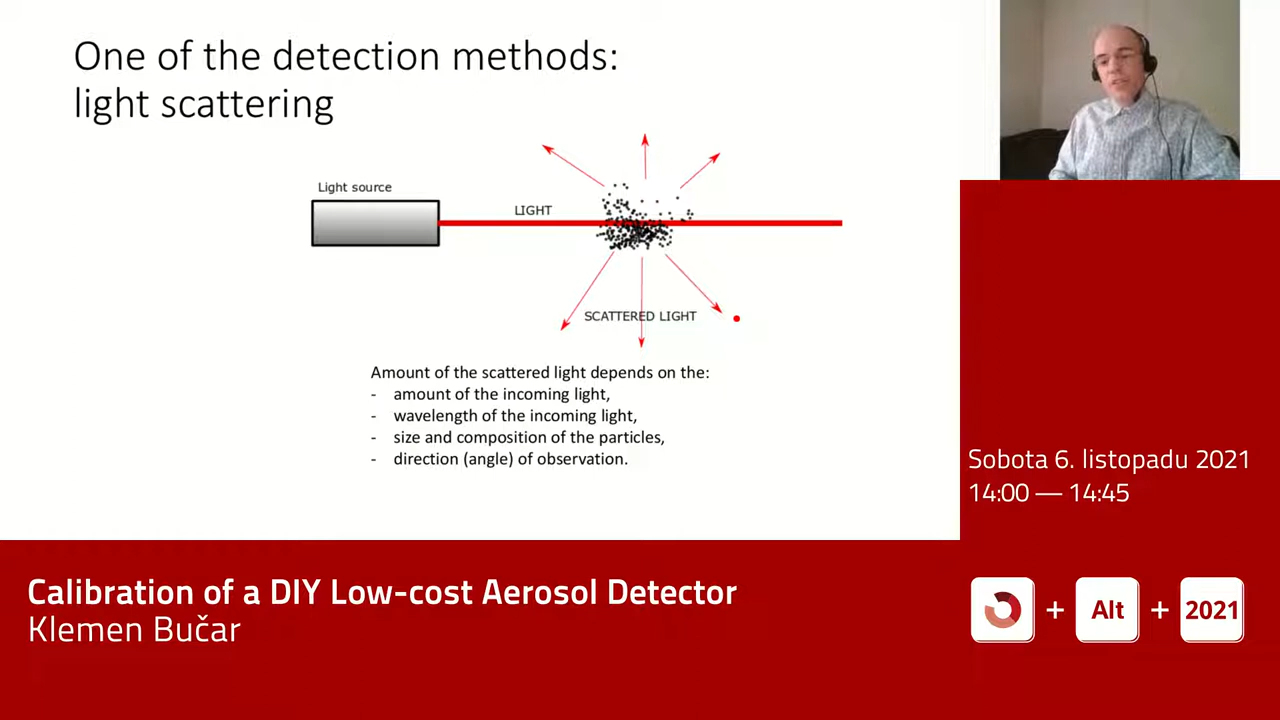 One of the detection methods:
light scattering
Light source
LIGHT
SCATTERED LIGHT
Amount of the scattered light depends on the:
- amount of the incoming light,
- wavelength of the incoming light,
- size and composition of the particles,
- direction (angle) of observation.
Sobota 6. listopadu 2021
14:00 — 14:45
Calibration of a DIY Low-cost Aerosol Detector
Klemen Bučar
+ Alt + 2021